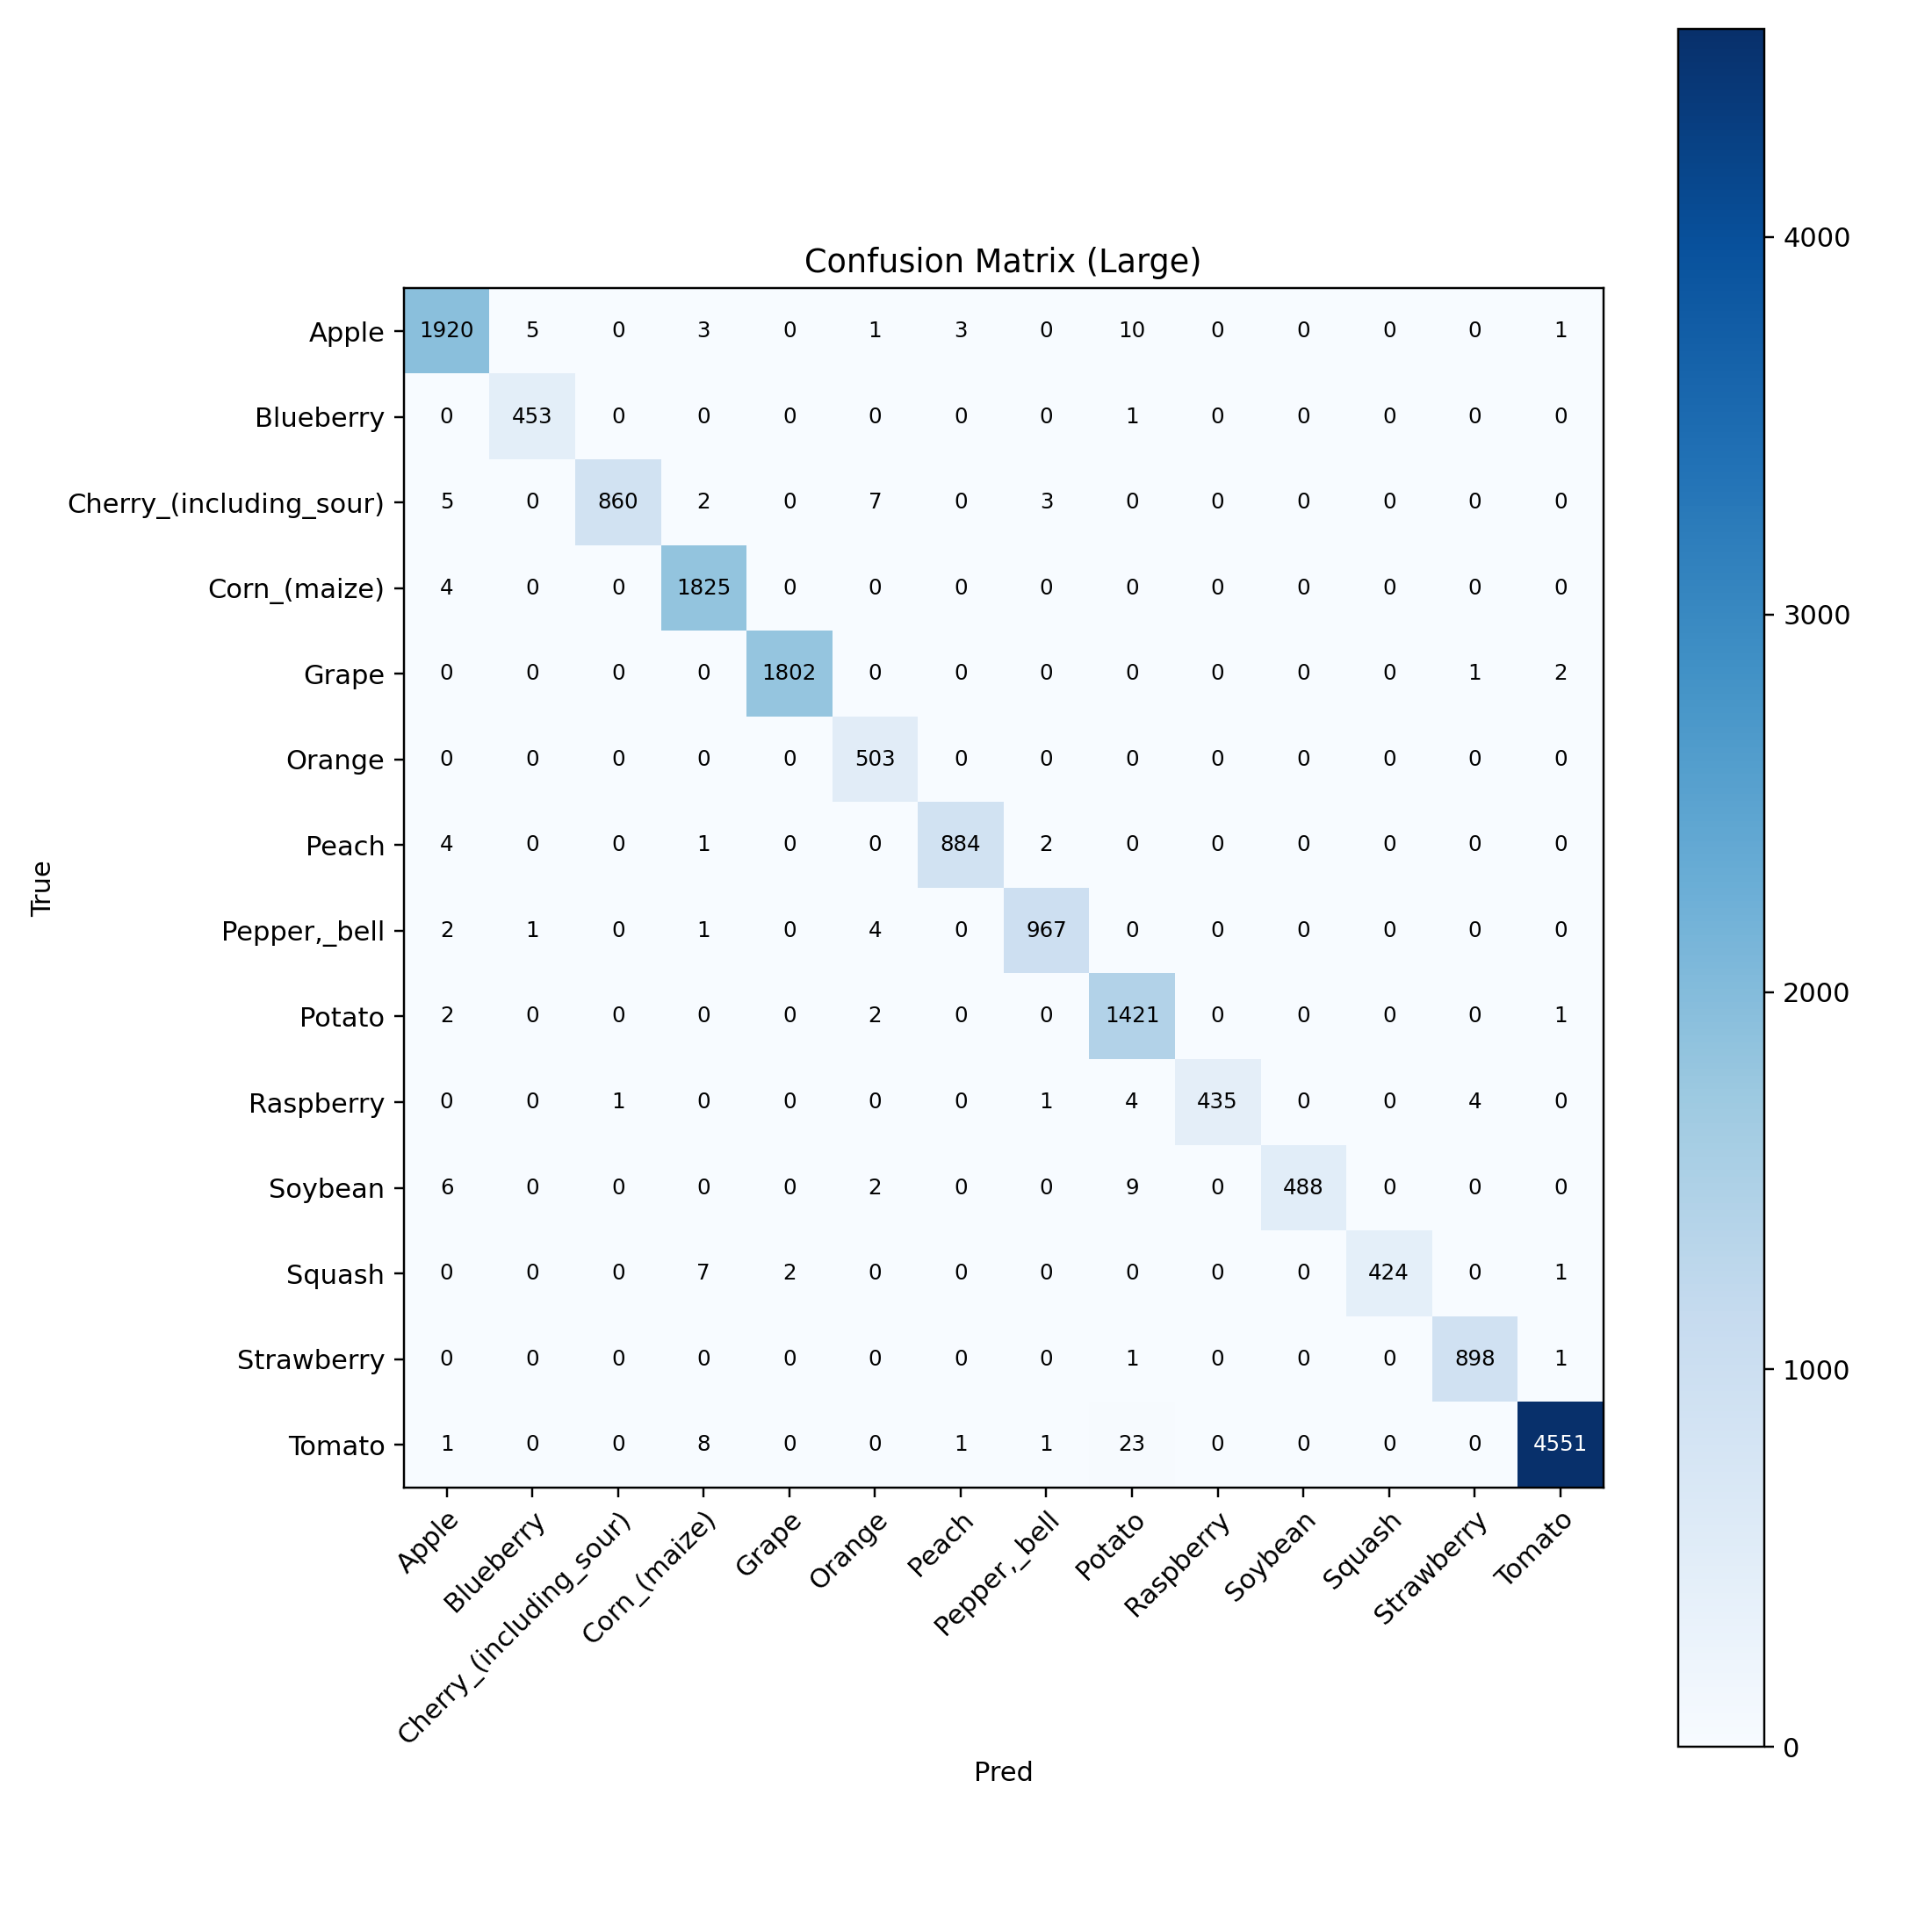 Confusion Matrix (Large)
Apple 1920 5 0 3 0 1 3 0 10 0 0 0 0 1
Blueberry 0 453 0 0 0 0 0 0 1 0 0 0 0 0
Cherry_(including_sour) 5 0 860 2 0 7 0 3 0 0 0 0 0 0
Corn_(maize) 4 0 0 1825 0 0 0 0 0 0 0 0 0 0
Grape 0 0 0 0 1802 0 0 0 0 0 0 0 1 2
Orange 0 0 0 0 0 503 0 0 0 0 0 0 0 0
Peach 4 0 0 1 0 0 884 2 0 0 0 0 0 0
Pepper,_bell 2 1 0 1 0 4 0 967 0 0 0 0 0 0
Potato 2 0 0 0 0 2 0 0 1421 0 0 0 0 1
Raspberry 0 0 1 0 0 0 0 1 4 435 0 0 4 0
Soybean 6 0 0 0 0 2 0 0 9 0 488 0 0 0
Squash 0 0 0 7 2 0 0 0 0 0 0 424 0 1
Strawberry 0 0 0 0 0 0 0 0 1 0 0 0 898 1
Tomato 1 0 0 8 0 0 1 1 23 0 0 0 0 4551
True
Apple
Blueberry
Cherry_(including_sour)
Corn_(maize)
Grape
Orange
Peach
Pepper,_bell
Potato
Raspberry
Soybean
Squash
Strawberry
Tomato
Pred
4000
3000
2000
1000
0